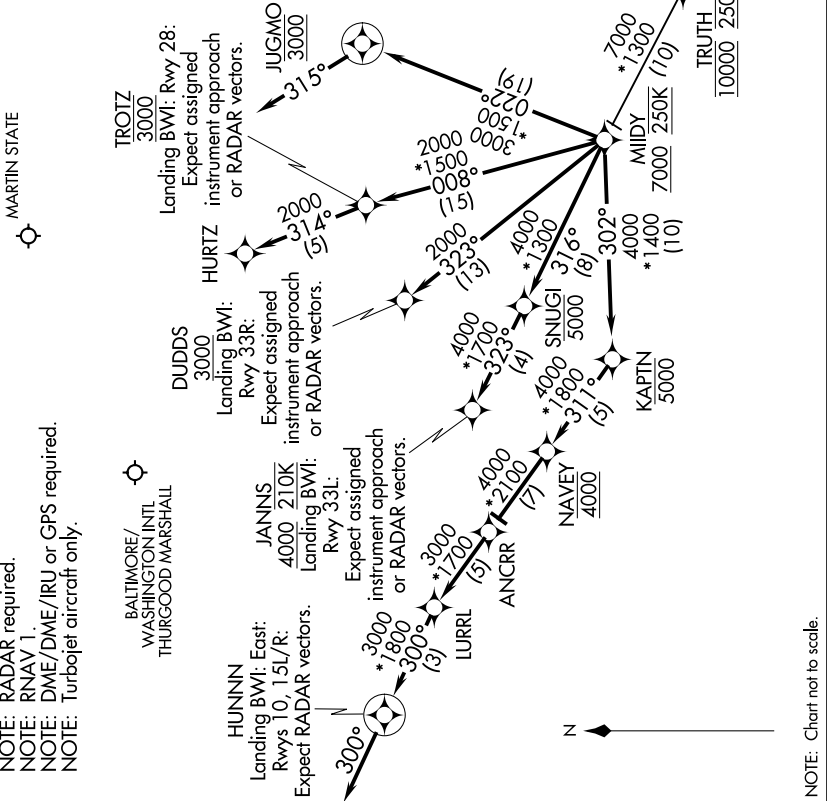 NOTE: RADAR required.
NOTE: RNAV 1.
NOTE: DME/DME/IRU or GPS required.
NOTE: Turbojet aircraft only.
MARTIN STATE
BALTIMORE/
WASHINGTON INTL
THURGOOD MARSHALL
TROTZ
3000
Landing BWI: Rwy 28:
Expect assigned
instrument approach
or RADAR vectors.
JUGMO
3000
315°
022°
(19)
3000
*1500
2000
*1500
008°
(15)
HURTZ
2000
314°
(5)
DUDDS
3000
Landing BWI:
Rwy 33R:
Expect assigned
instrument approach
or RADAR vectors.
2000
323°
(13)
7000
*1300
(10)
TRUTH
10000
MIIDY
7000 250K
4000
*1300
316°
(8)
SNUGI
5000
302°
4000
*1400
(10)
KAPTN
5000
4000
*1700
323°
(4)
JANNS
4000 210K
Landing BWI:
Rwy 33L:
Expect assigned
instrument approach
or RADAR vectors.
4000
*1800
311°
(5)
NAVEY
4000
4000
*2100
(7)
ANCRR
3000
*1700
(5)
LURRL
3000
*1800
300°
(3)
HUNNN
Landing BWI: East:
Rwys 10, 15L/R:
Expect RADAR vectors.
300°
N
NOTE: Chart not to scale.